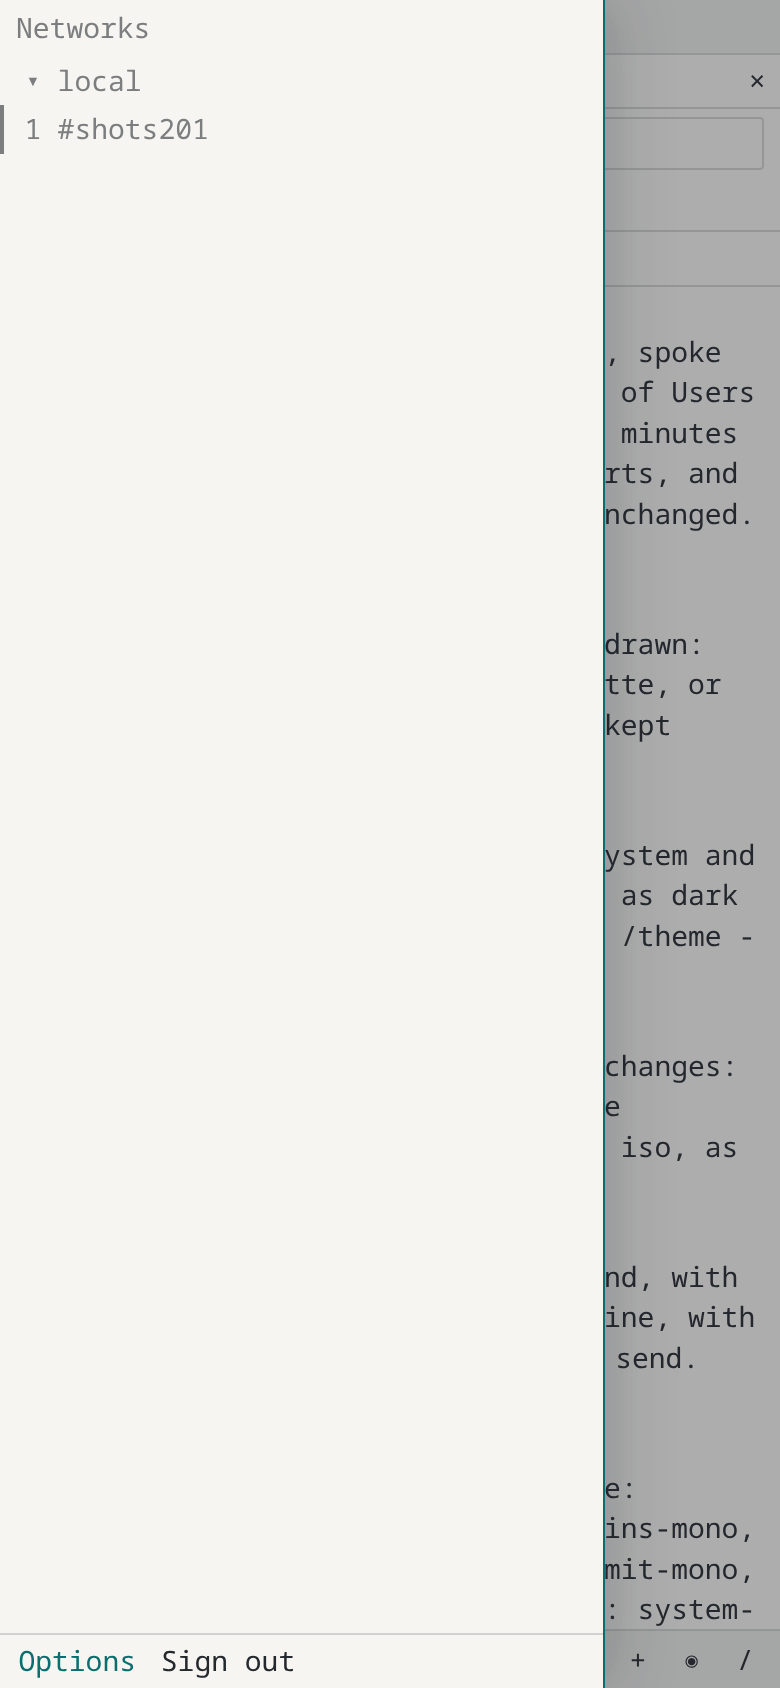 Networks
▾ local
×
1 #shots201
, spoke
of Users
minutes
rts, and
nchanged.
drawn:
tte, or
kept
ystem and
as dark
/theme -
changes:
e
iso, as
nd, with
ine, with
send.
e:
ins-mono,
mit-mono,
: system-
Options Sign out + ◉ /